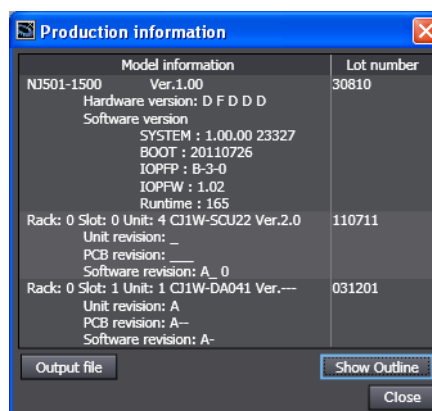 Production information
Model information Lot number
NJ501-1500 Ver.1.00 30810
Hardware version: D F D D D
Software version
SYSTEM : 1.00.00 23327
BOOT : 20110726
IOPFP : B-3-0
IOPFW : 1.02
Runtime : 165
Rack: 0 Slot: 0 Unit: 4 CJ1W-SCU22 Ver.2.0 110711
Unit revision: _
PCB revision: ___
Software revision: A_ 0
Rack: 0 Slot: 1 Unit: 1 CJ1W-DA041 Ver.--- 031201
Unit revision: A
PCB revision: A--
Software revision: A-
Output file Show Outline
Close